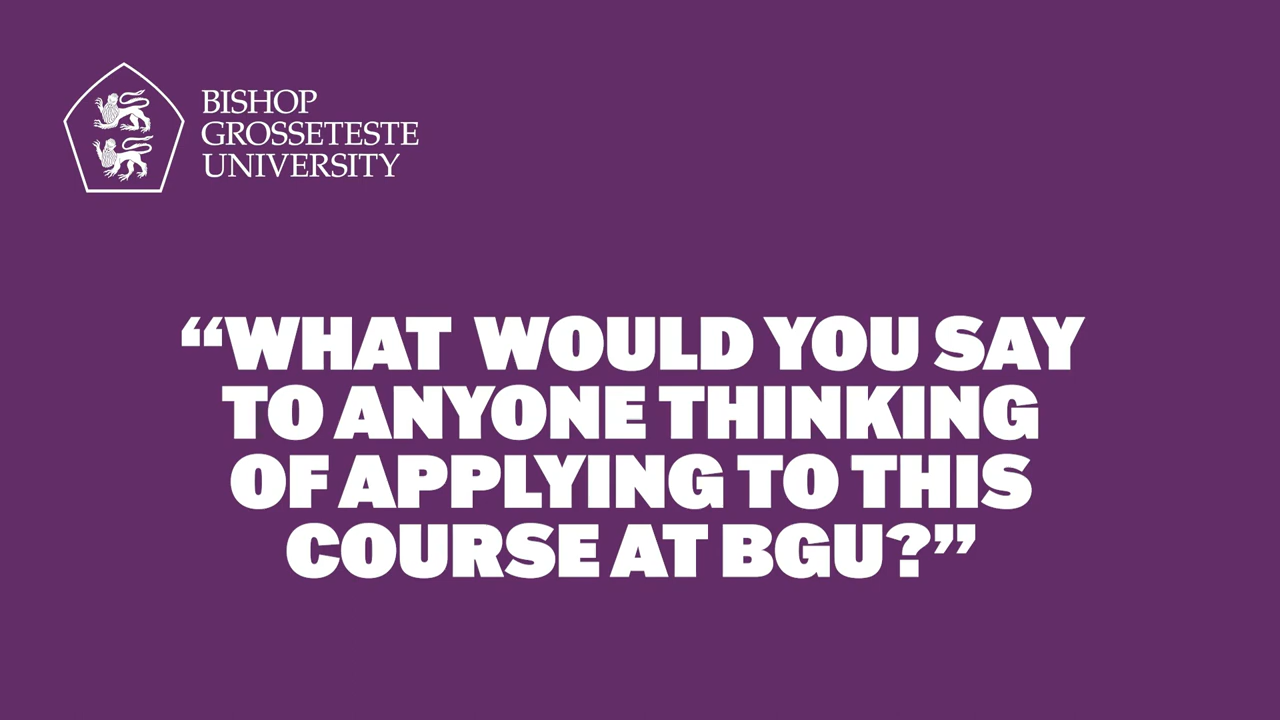 BISHOP
GROSSETESTE
UNIVERSITY
“WHAT WOULD YOU SAY
TO ANYONE THINKING
OF APPLYING TO THIS
COURSE AT BGU?”